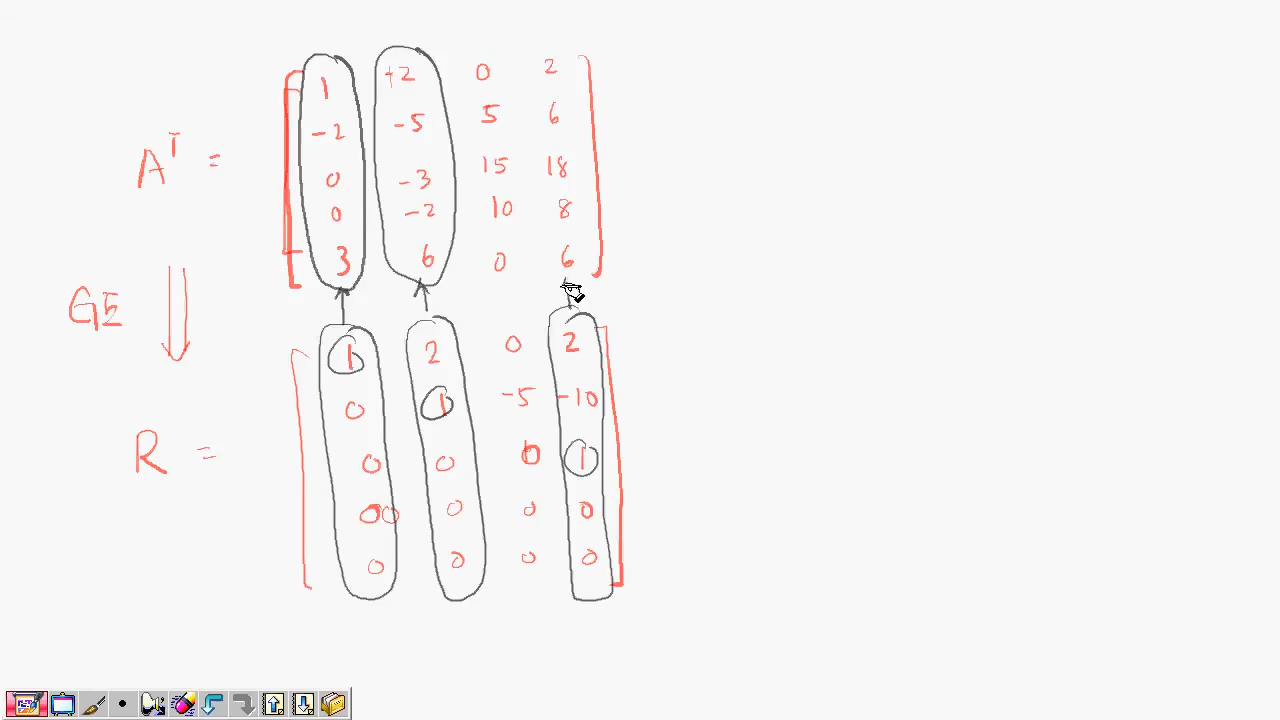 1 +2 0 2
-2 -5 5 6
A^T =
0 -3 15 18
0 -2 10 8
3 6 0 6
GE
1 2 0 2
0 1 -5 -10
R =
0 0 0 1
00 0 0 0
0 0 0 0